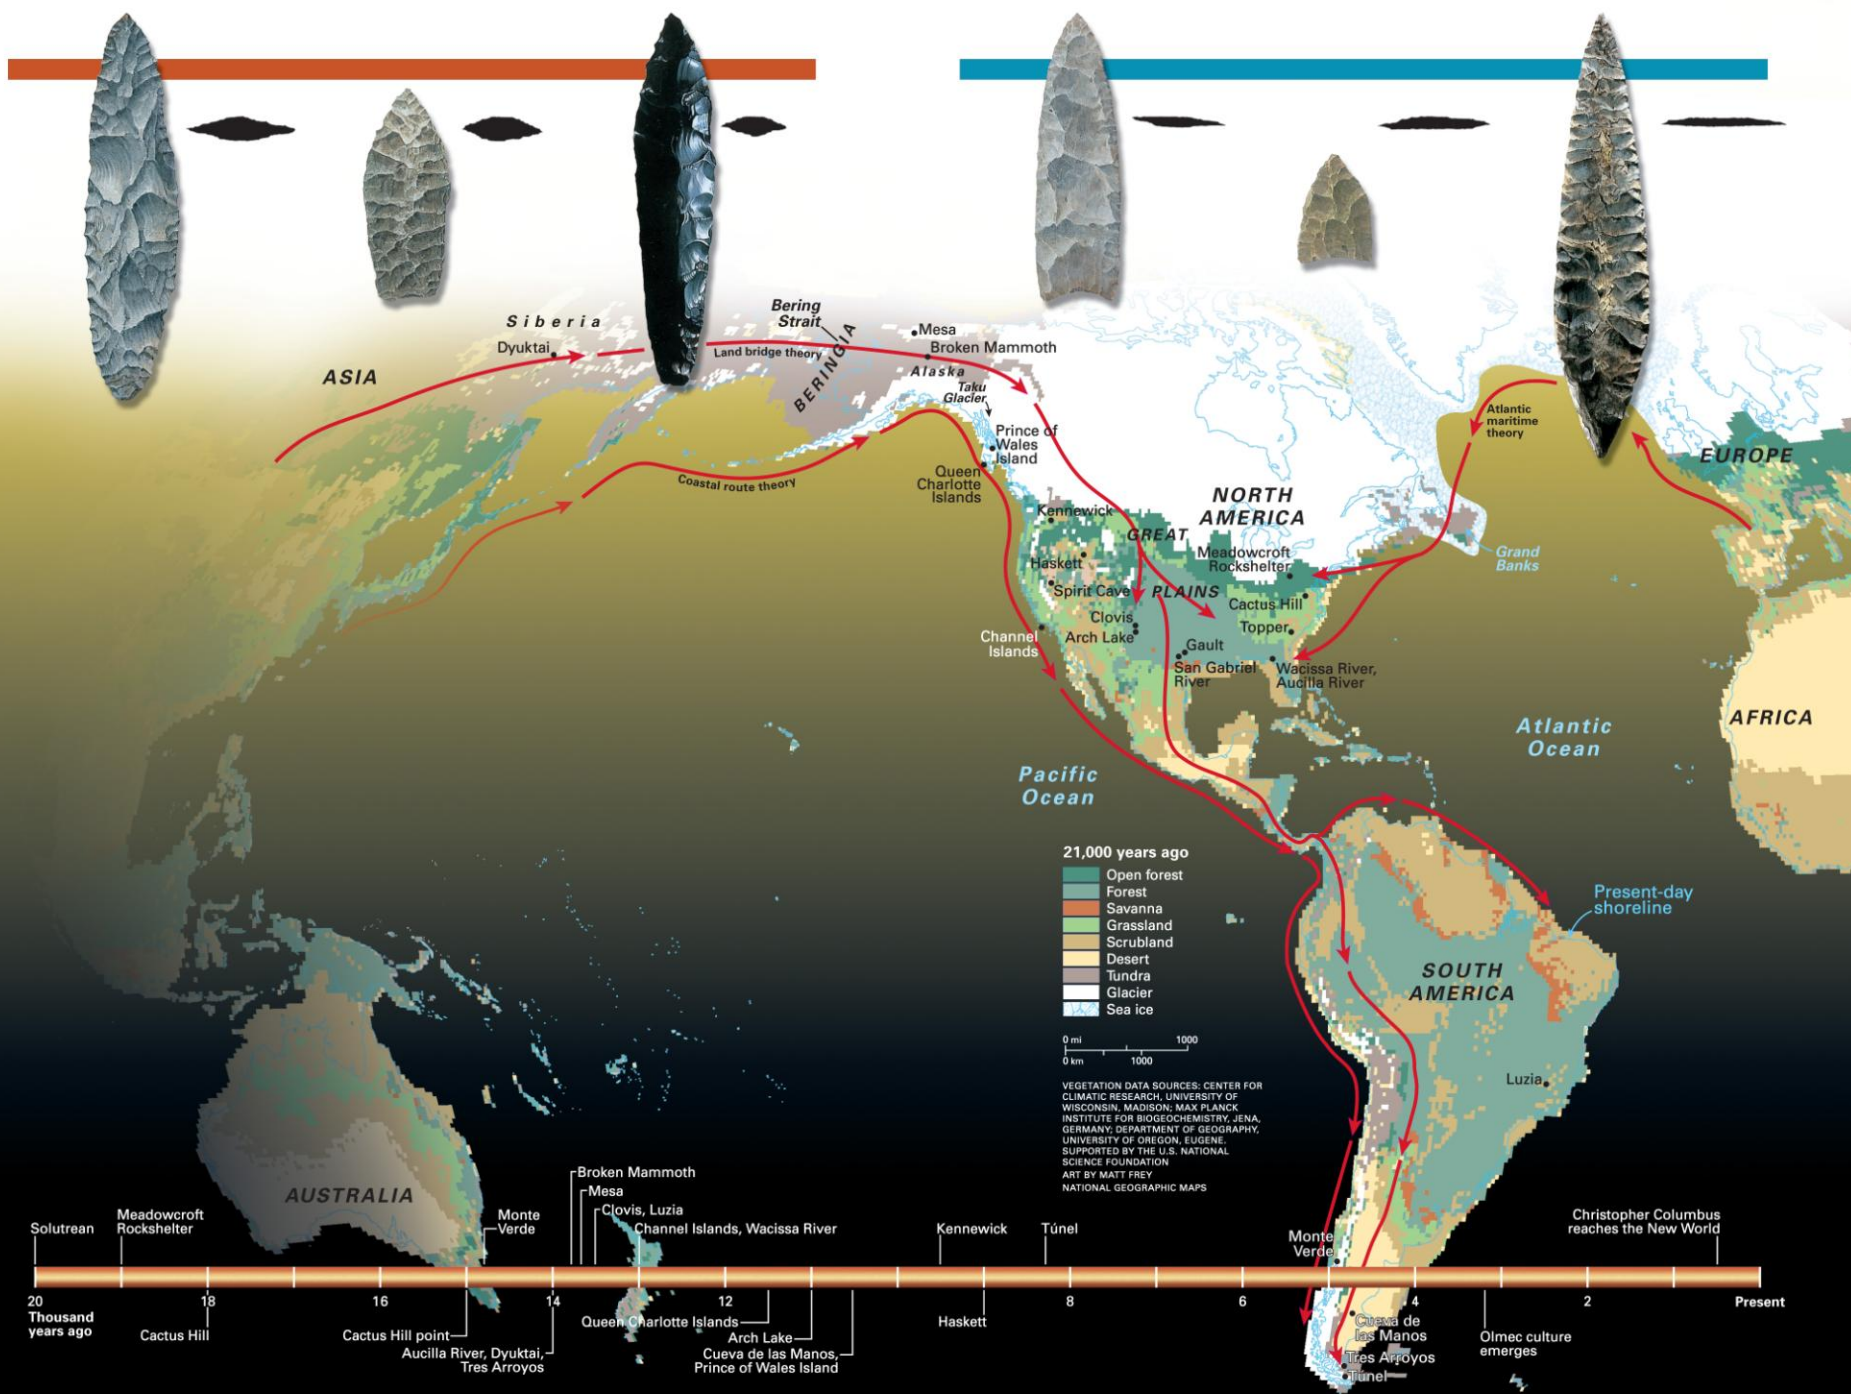 Siberia
Dyuktai
ASIA
Bering
Strait
BERINGIA
Land bridge theory
Mesa
Broken Mammoth
Alaska
Taku
Glacier
Prince of
Wales
Island
Queen
Charlotte
Islands
Coastal route theory
Atlantic
maritime
theory
EUROPE
NORTH
AMERICA
Grand
Banks
Kennewick
GREAT
PLAINS
Meadowcroft
Rockshelter
Haskett
Spirit Cave
Cactus Hill
Clovis
Topper
Arch Lake
Channel
Islands
Gault
San Gabriel
River
Wacissa River,
Aucilla River
AFRICA
Atlantic
Ocean
Pacific
Ocean
21,000 years ago
Open forest
Forest
Savanna
Grassland
Scrubland
Desert
Tundra
Glacier
Sea ice
0 mi 1000
0 km 1000
Present-day
shoreline
SOUTH
AMERICA
Luzia
VEGETATION DATA SOURCES: CENTER FOR
CLIMATIC RESEARCH, UNIVERSITY OF
WISCONSIN, MADISON; MAX PLANCK
INSTITUTE FOR BIOGEOCHEMISTRY, JENA,
GERMANY; DEPARTMENT OF GEOGRAPHY,
UNIVERSITY OF OREGON, EUGENE.
SUPPORTED BY THE U.S. NATIONAL
SCIENCE FOUNDATION
ART BY MATT FREY
NATIONAL GEOGRAPHIC MAPS
AUSTRALIA
Monte
Verde
Cueva de
las Manos
Tres Arroyos
Túnel
Solutrean
Meadowcroft
Rockshelter
Monte
Verde
Broken Mammoth
Mesa
Clovis, Luzia
Channel Islands, Wacissa River
Kennewick
Túnel
Christopher Columbus
reaches the New World
20 18 16 14 12 8 6 4 2 Present
Thousand
years ago
Cactus Hill
Cactus Hill point
Aucilla River, Dyuktai,
Tres Arroyos
Queen Charlotte Islands
Arch Lake
Cueva de las Manos,
Prince of Wales Island
Haskett
Olmec culture
emerges